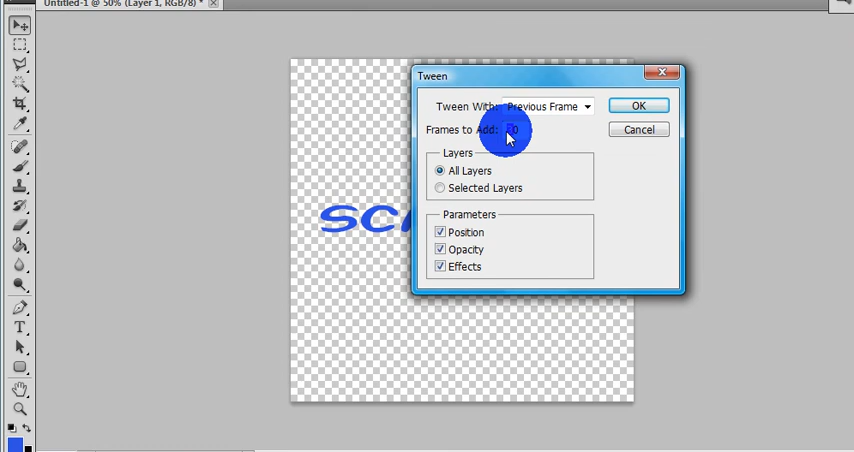 Untitled-1 @ 50% (Layer 1, RGB/8) *
Tween
Tween With: Previous Frame
OK
Frames to Add:
Cancel
Layers
All Layers
Selected Layers
Parameters
Position
Opacity
Effects